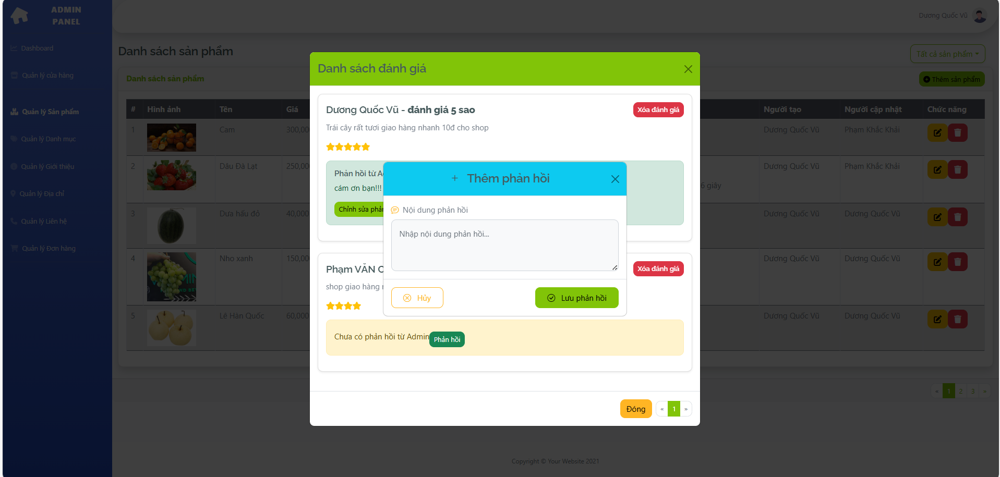 ADMIN
PANEL
Dương Quốc Vũ
Dashboard
Quản lý cửa hàng
Quản lý Sản phẩm
Quản lý Danh mục
Quản lý Giới thiệu
Quản lý Địa chỉ
Quản lý Liên hệ
Quản lý Đơn hàng
Danh sách sản phẩm
Tất cả sản phẩm
Danh sách sản phẩm
Thêm sản phẩm
# Hình ảnh Tên Giá Người tạo Người cập nhật Chức năng
1 Cam 300,00 Dương Quốc Vũ Phạm Khắc Khải
2 Dâu Đà Lạt 250,00 Dương Quốc Vũ Phạm Khắc Khải
6 giây
3 Dưa hấu đỏ 40,000 Dương Quốc Vũ Dương Quốc Vũ
4 Nho xanh 150,00 Dương Quốc Vũ Dương Quốc Vũ
5 Lê Hàn Quốc 60,000 Dương Quốc Vũ Dương Quốc Vũ
« 1 2 3 »
Danh sách đánh giá
Dương Quốc Vũ - đánh giá 5 sao
Xóa đánh giá
Trái cây rất tươi giao hàng nhanh 10đ cho shop
Phản hồi từ A
cám ơn bạn!!!
Chỉnh sửa phản
Phạm VĂN
Xóa đánh giá
shop giao hàng
Chưa có phản hồi từ Admin
Phản hồi
Đóng
« 1 »
Thêm phản hồi
Nội dung phản hồi
Nhập nội dung phản hồi...
Hủy
Lưu phản hồi
Copyright © Your Website 2021